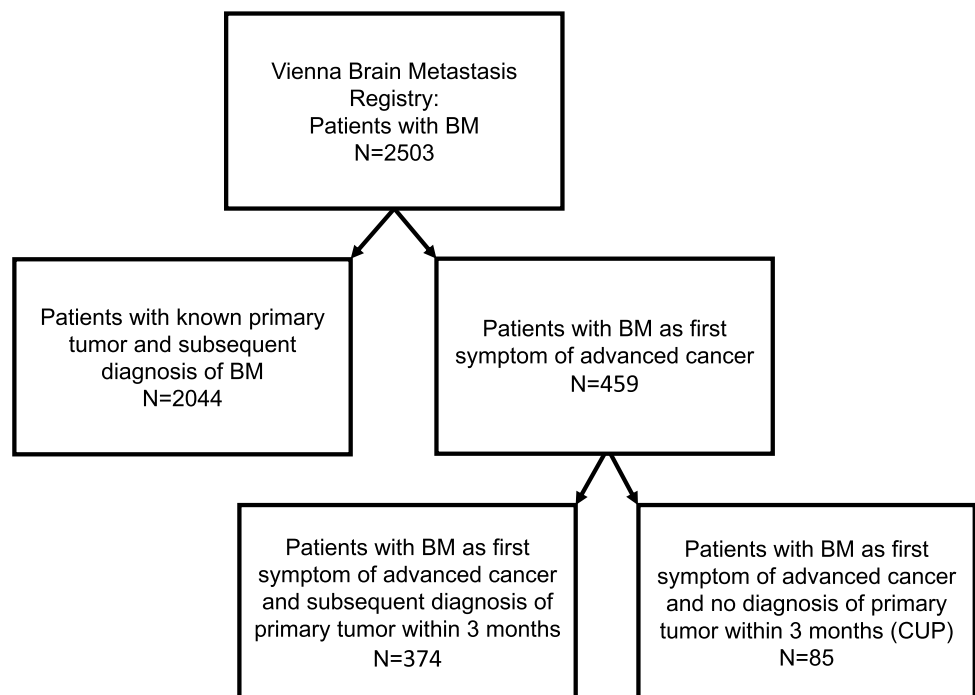 Vienna Brain Metastasis
Registry:
Patients with BM
N=2503
Patients with known primary
tumor and subsequent
diagnosis of BM
N=2044
Patients with BM as first
symptom of advanced cancer
N=459
Patients with BM as first
symptom of advanced cancer
and subsequent diagnosis of
primary tumor within 3 months
N=374
Patients with BM as first
symptom of advanced cancer
and no diagnosis of primary
tumor within 3 months (CUP)
N=85